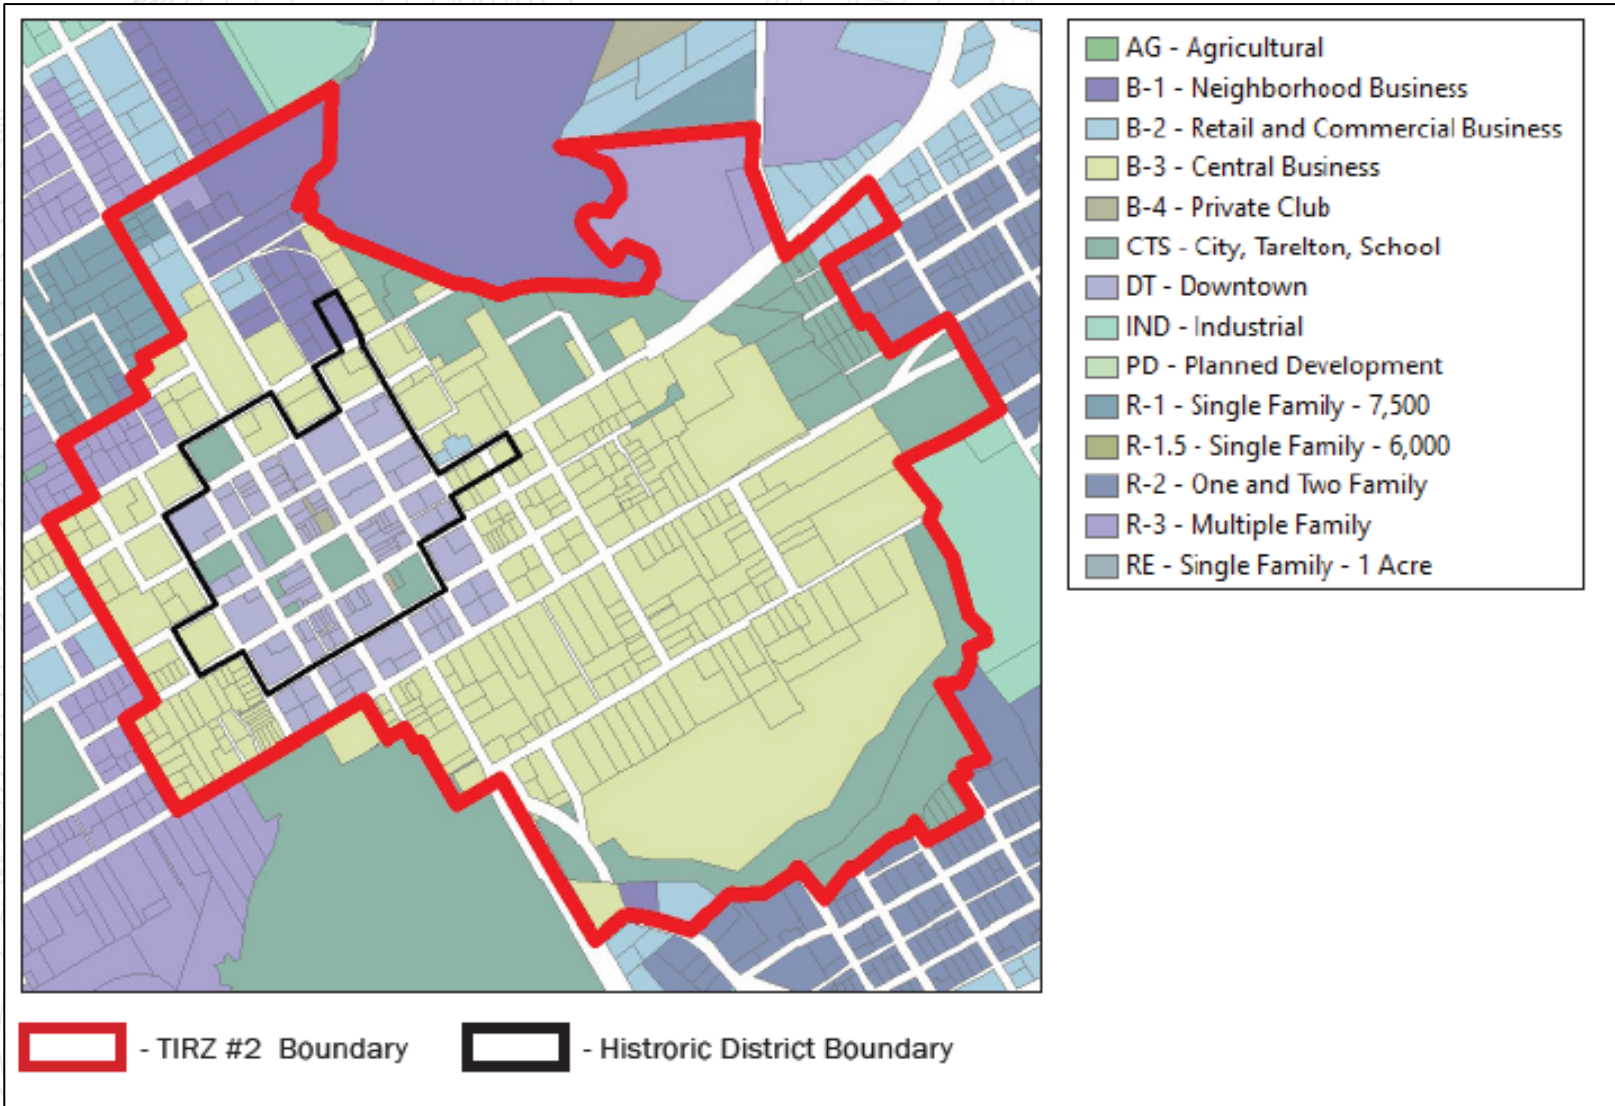 AG - Agricultural
B-1 - Neighborhood Business
B-2 - Retail and Commercial Business
B-3 - Central Business
B-4 - Private Club
CTS - City, Tarelton, School
DT - Downtown
IND - Industrial
PD - Planned Development
R-1 - Single Family - 7,500
R-1.5 - Single Family - 6,000
R-2 - One and Two Family
R-3 - Multiple Family
RE - Single Family - 1 Acre
- TIRZ #2 Boundary
- Histroric District Boundary